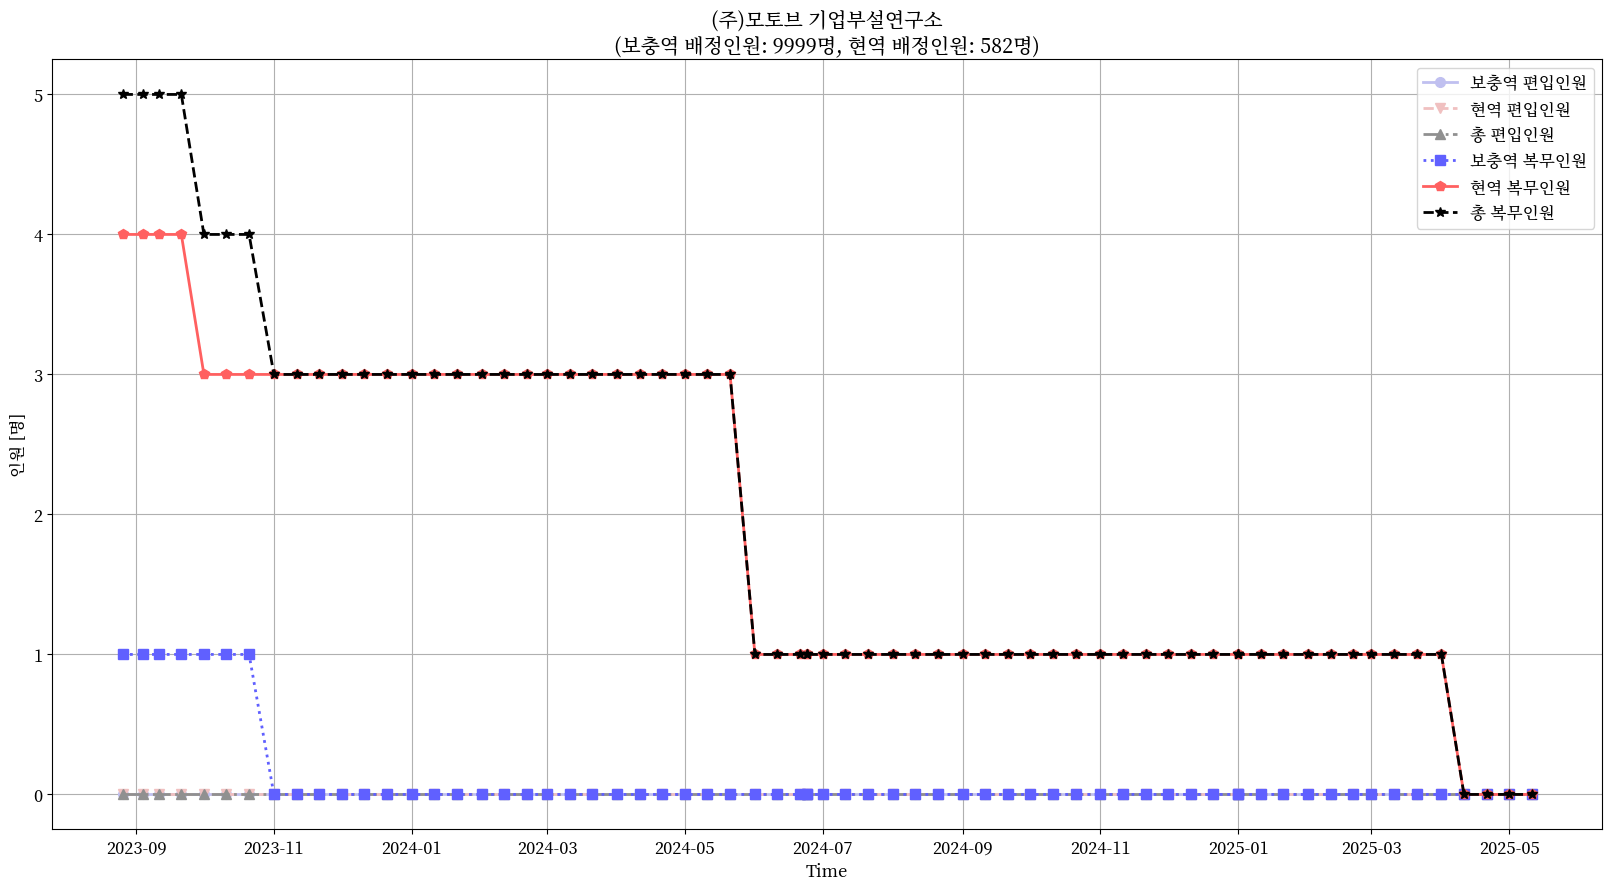 (주)모토브 기업부설연구소
(보충역 배정인원: 9999명, 현역 배정인원: 582명)
보충역 편입인원
현역 편입인원
총 편입인원
보충역 복무인원
현역 복무인원
총 복무인원
5
4
3
2
1
0
인원 [명]
2023-09 2023-11 2024-01 2024-03 2024-05 2024-07 2024-09 2024-11 2025-01 2025-03 2025-05
Time